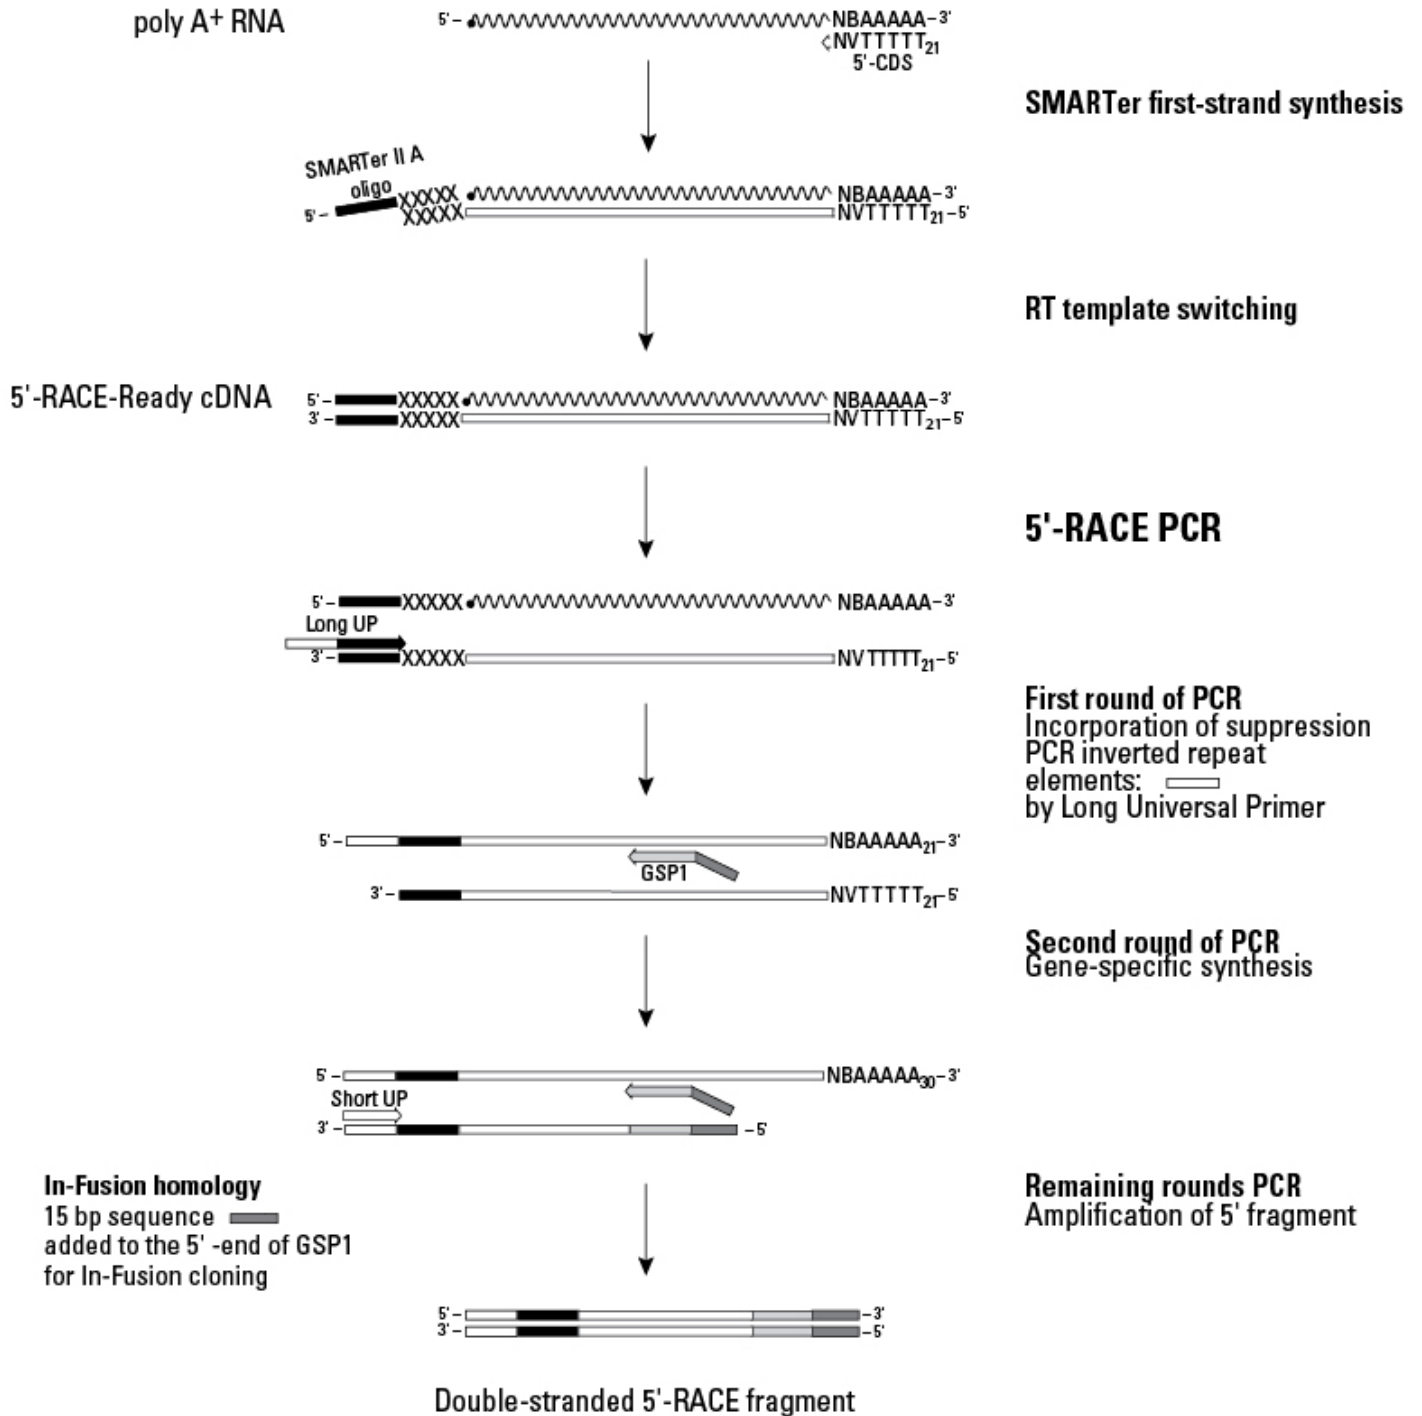 poly A+ RNA
5'– NBAAAAA–3'
NVTTTTT21
5'-CDS
SMARTer first-strand synthesis
SMARTer II A
oligo
XXXXX NBAAAAA–3'
5'– XXXXX NVTTTTT21–5'
RT template switching
5'-RACE-Ready cDNA
5'– XXXXX NBAAAAA–3'
3'– XXXXX NVTTTTT21–5'
5'-RACE PCR
5'– XXXXX NBAAAAA–3'
Long UP
3'– XXXXX NVTTTTT21–5'
First round of PCR
Incorporation of suppression
PCR inverted repeat
elements:
by Long Universal Primer
5'– NBAAAAA21–3'
GSP1
3'– NVTTTTT21–5'
Second round of PCR
Gene-specific synthesis
5'– NBAAAAA30–3'
Short UP
3'– –5'
In-Fusion homology
15 bp sequence
added to the 5' -end of GSP1
for In-Fusion cloning
Remaining rounds PCR
Amplification of 5' fragment
5'– –3'
3'– –5'
Double-stranded 5'-RACE fragment